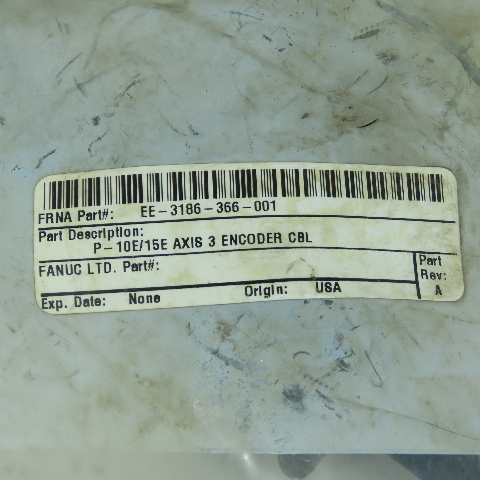 FRNA Part#: EE-3186-366-001
Part Description:
P-10E/15E AXIS 3 ENCODER CBL
FANUC LTD. Part#:
Part Rev: A
Exp. Date: None Origin: USA